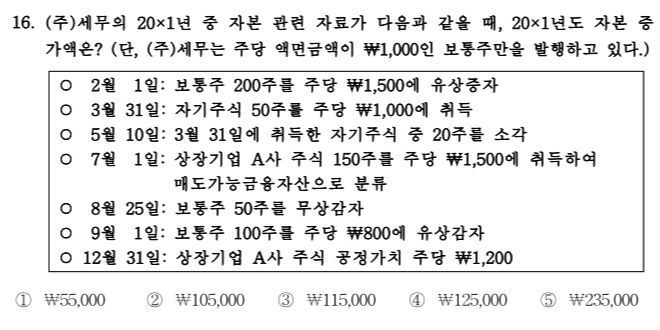 16. (주)세무의 20×1년 중 자본 관련 자료가 다음과 같을 때, 20×1년도 자본 증
가액은? (단, (주)세무는 주당 액면금액이 ₩1,000인 보통주만을 발행하고 있다.)
○ 2월 1일: 보통주 200주를 주당 ₩1,500에 유상증자
○ 3월 31일: 자기주식 50주를 주당 ₩1,000에 취득
○ 5월 10일: 3월 31일에 취득한 자기주식 중 20주를 소각
○ 7월 1일: 상장기업 A사 주식 150주를 주당 ₩1,500에 취득하여
매도가능금융자산으로 분류
○ 8월 25일: 보통주 50주를 무상감자
○ 9월 1일: 보통주 100주를 주당 ₩800에 유상감자
○ 12월 31일: 상장기업 A사 주식 공정가치 주당 ₩1,200
① ₩55,000 ② ₩105,000 ③ ₩115,000 ④ ₩125,000 ⑤ ₩235,000